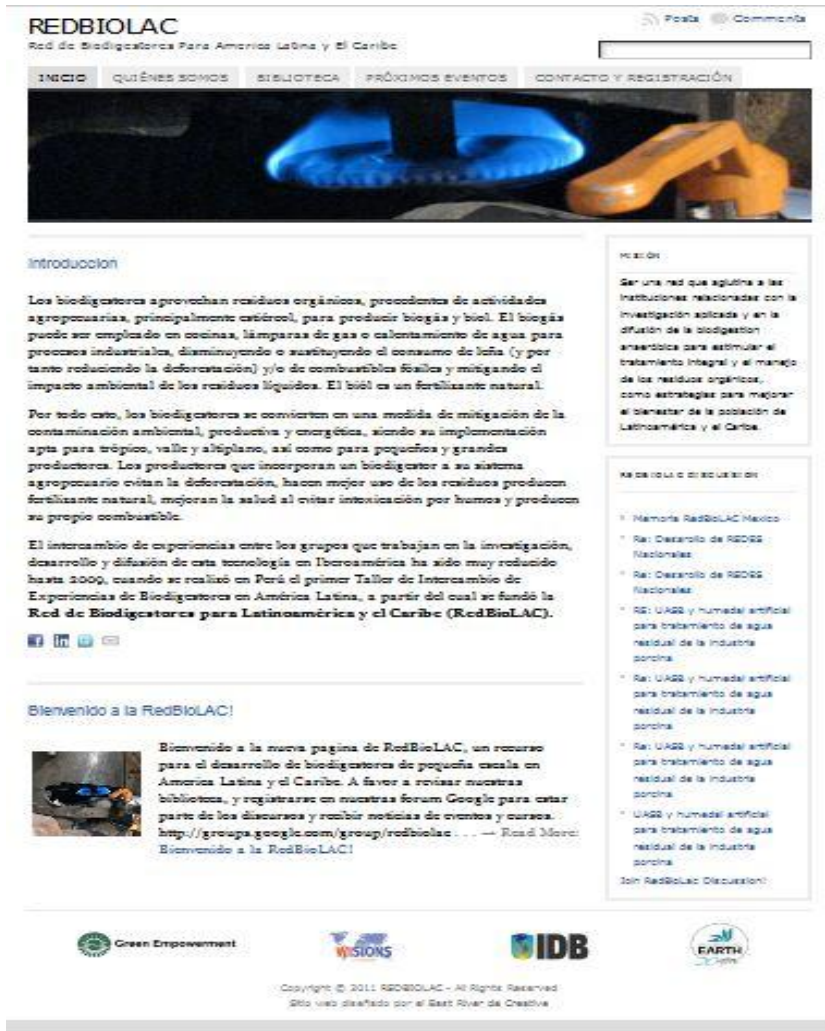 REDBIOLAC
Red de Biodigestores Para America Latina y El Caribe
Posts Comments
INICIO QUIÉNES SOMOS BIBLIOTECA PRÓXIMOS EVENTOS CONTACTO Y REGISTRACIÓN
Introduccion
Los biodigestores aprovechan residuos orgánicos, procedentes de actividades
agropecuarias, principalmente estiércol, para producir biogás y biol. El biogás
puede ser empleado en cocinas, lámparas de gas o calentamiento de agua para
procesos industriales, disminuyendo o sustituyendo el consumo de leña (y por
tanto reduciendo la deforestación) y/o de combustibles fósiles y mitigando el
impacto ambiental de los residuos líquidos. El biól es un fertilizante natural.
Por todo esto, los biodigestores se convierten en una medida de mitigación de la
contaminación ambiental, productiva y energética, siendo su implementación
apta para trópico, valle y altiplano, así como para pequeños y grandes
productores. Los productores que incorporan un biodigestor a su sistema
agropecuario evitan la deforestación, hacen mejor uso de los residuos producen
fertilizante natural, mejoran la salud al evitar intoxicación por humos y producen
su propio combustible.
El intercambio de experiencias entre los grupos que trabajan en la investigación,
desarrollo y difusión de esta tecnología en Iberoamérica ha sido muy reducido
hasta 2009, cuando se realizó en Perú el primer Taller de Intercambio de
Experiencias de Biodigestores en América Latina, a partir del cual se fundó la
Red de Biodigestores para Latinoamérica y el Caribe (RedBioLAC).
Bienvenido a la RedBioLAC!
Bienvenido a la nueva pagina de RedBioLAC, un recurso
para el desarrollo de biodigestores de pequeña escala en
America Latina y el Caribe. A favor a revisar nuestras
biblioteca, y registrarse en nuestras forum Google para estar
parte de los discursos y recibir noticias de eventos y cursos.
http://groups.google.com/group/redbiolac . . . → Read More:
Bienvenido a la RedBioLAC!
MISIÓN
Ser una red que aglutina a las
instituciones relacionadas con la
investigación aplicada y en la
difusión de la biodigestion
anaeróbica para estimular el
tratamiento integral y el manejo
de los residuos orgánicos,
como estrategias para mejorar
el bienestar de la población de
Latinoamérica y el Caribe.
REDBIOLAC DISCUSSION
Memoria RedBioLAC Mexico
Re: Desarollo de REDES
Nacionales
Re: Desarollo de REDES
Nacionales
RE: UASB y humedal artificial
para tratamiento de agua
residual de la industria
porcina
Re: UASB y humedal artificial
para tratamiento de agua
residual de la industria
porcina
Re: UASB y humedal artificial
para tratamiento de agua
residual de la industria
porcina
UASB y humedal artificial
para tratamiento de agua
residual de la industria
porcina
Join RedBioLac Discussion!
Green Empowerment
WISIONS
IDB
EARTH
Copyright © 2011 REDBIOLAC - All Rights Reserved
Sitio web diseñado por el East River de Creative